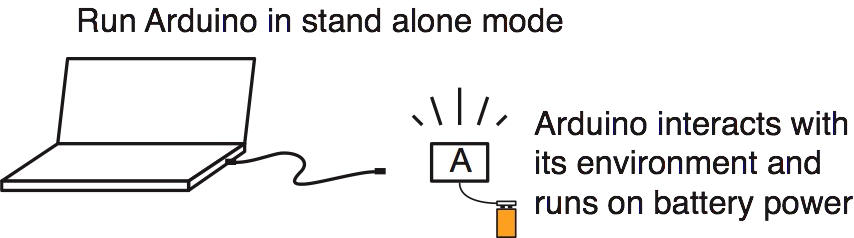 Run Arduino in stand alone mode
A
Arduino interacts with
its environment and
runs on battery power